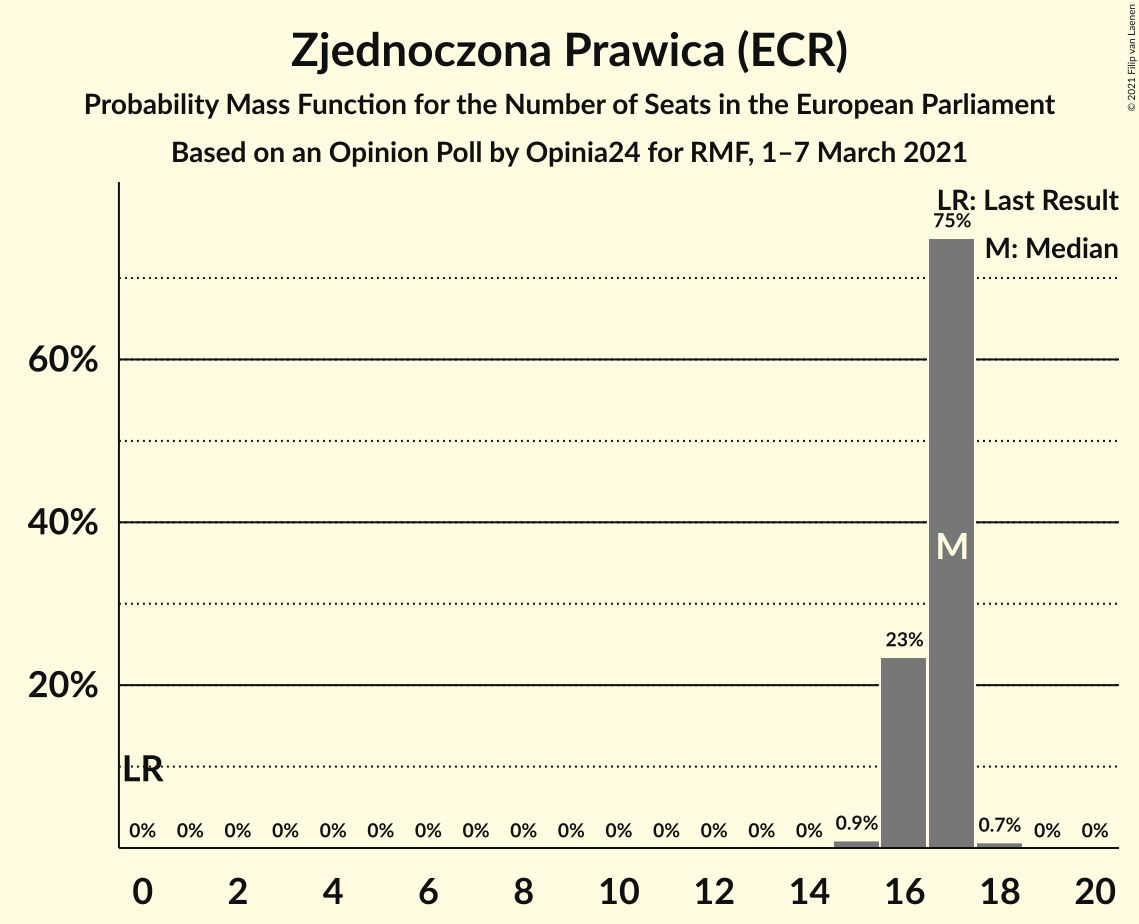 Zjednoczona Prawica (ECR)
Probability Mass Function for the Number of Seats in the European Parliament
Based on an Opinion Poll by Opinia24 for RMF, 1–7 March 2021
© 2021 Filip van Laenen
LR: Last Result
75%
M: Median
60%
40%
M
23%
20%
LR
0% 0% 0% 0% 0% 0% 0% 0% 0% 0% 0% 0% 0% 0% 0% 0.9% 0.7% 0% 0%
0 2 4 6 8 10 12 14 16 18 20